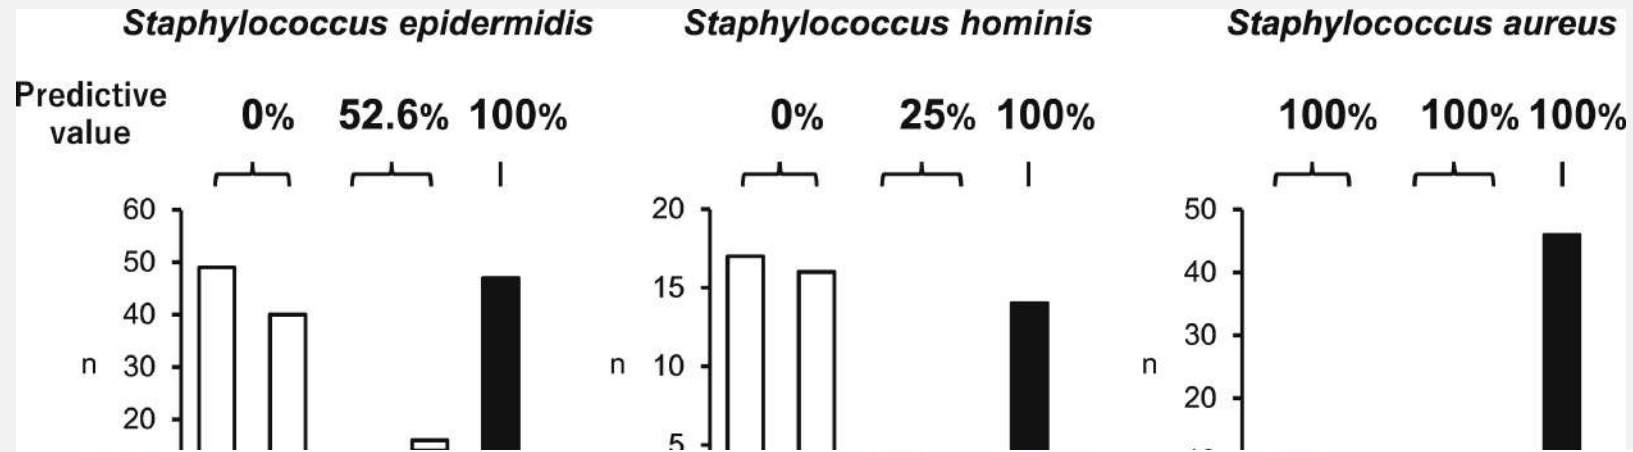 Staphylococcus epidermidis Staphylococcus hominis Staphylococcus aureus
Predictive value 0% 52.6% 100% 0% 25% 100% 100% 100% 100%
60 20 50
50 15 40
40
n 30 n 10 n 30
20 5 20